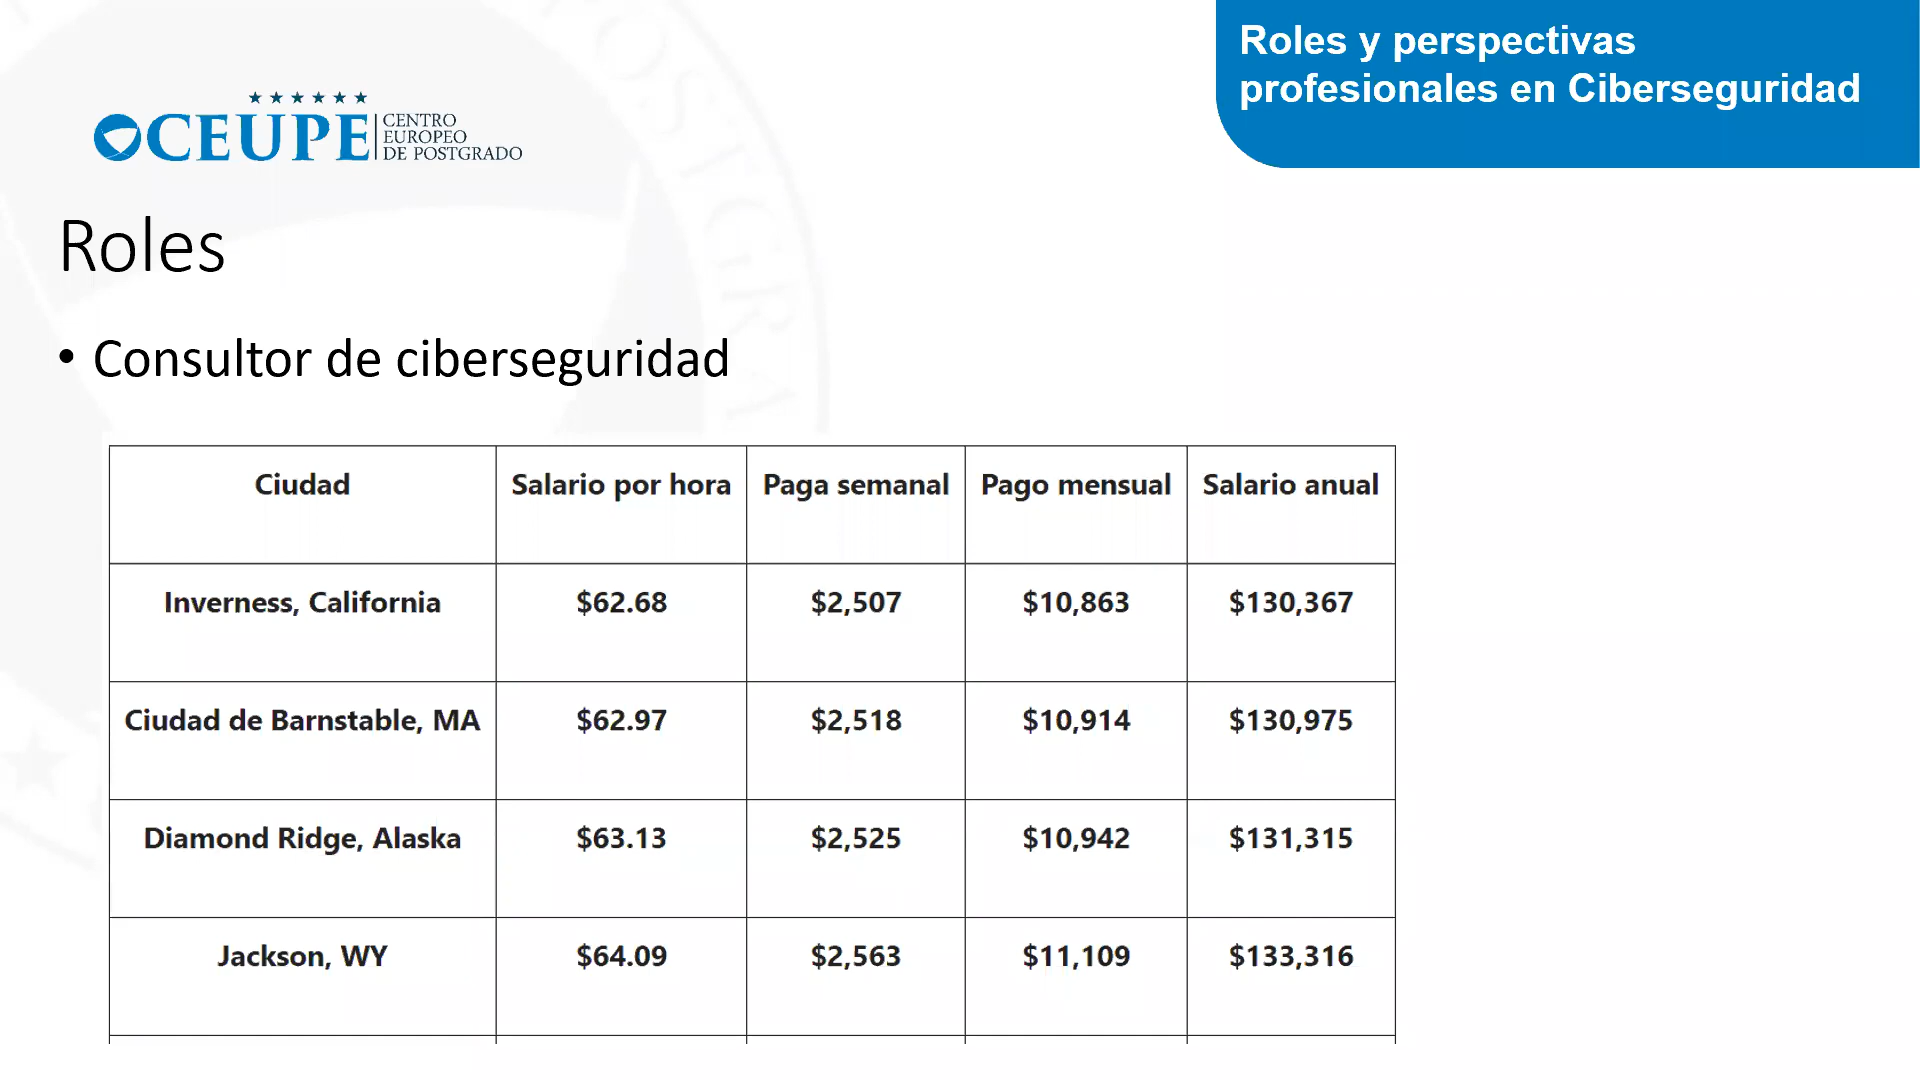 Roles y perspectivas
profesionales en Ciberseguridad
CEUPE
CENTRO
EUROPEO
DE POSTGRADO
Roles
• Consultor de ciberseguridad
Ciudad Salario por hora Paga semanal Pago mensual Salario anual
Inverness, California $62.68 $2,507 $10,863 $130,367
Ciudad de Barnstable, MA $62.97 $2,518 $10,914 $130,975
Diamond Ridge, Alaska $63.13 $2,525 $10,942 $131,315
Jackson, WY $64.09 $2,563 $11,109 $133,316